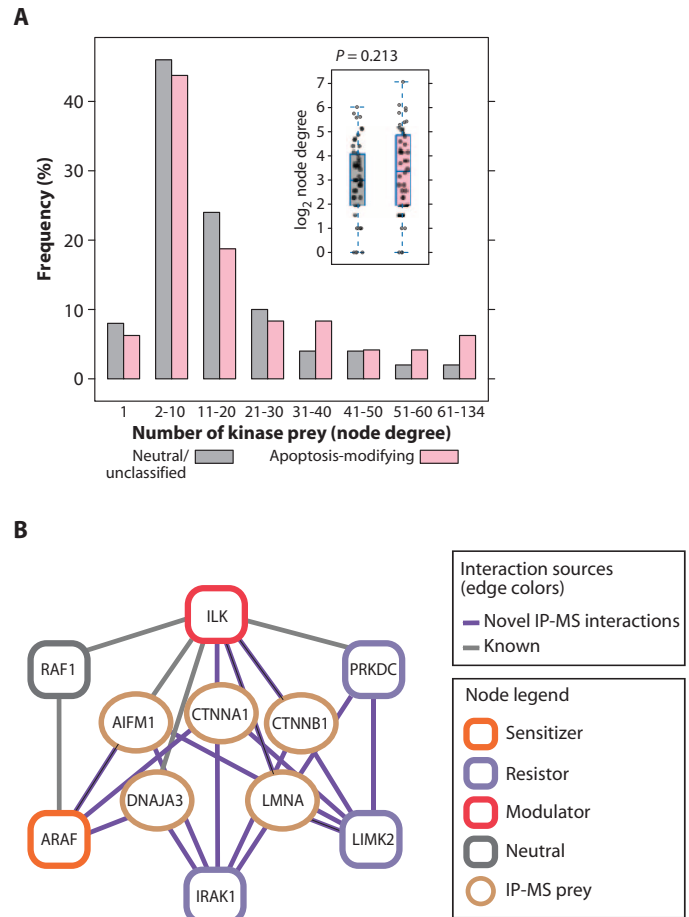 A
P = 0.213
7
6
5
4
3
2
1
0
log2 node degree
40
30
20
10
0
Frequency (%)
1 2-10 11-20 21-30 31-40 41-50 51-60 61-134
Number of kinase prey (node degree)
Neutral/
unclassified
Apoptosis-modifying
B
ILK
RAF1
PRKDC
AIFM1
CTNNA1
CTNNB1
DNAJA3
LMNA
ARAF
LIMK2
IRAK1
Interaction sources
(edge colors)
Novel IP-MS interactions
Known
Node legend
Sensitizer
Resistor
Modulator
Neutral
IP-MS prey